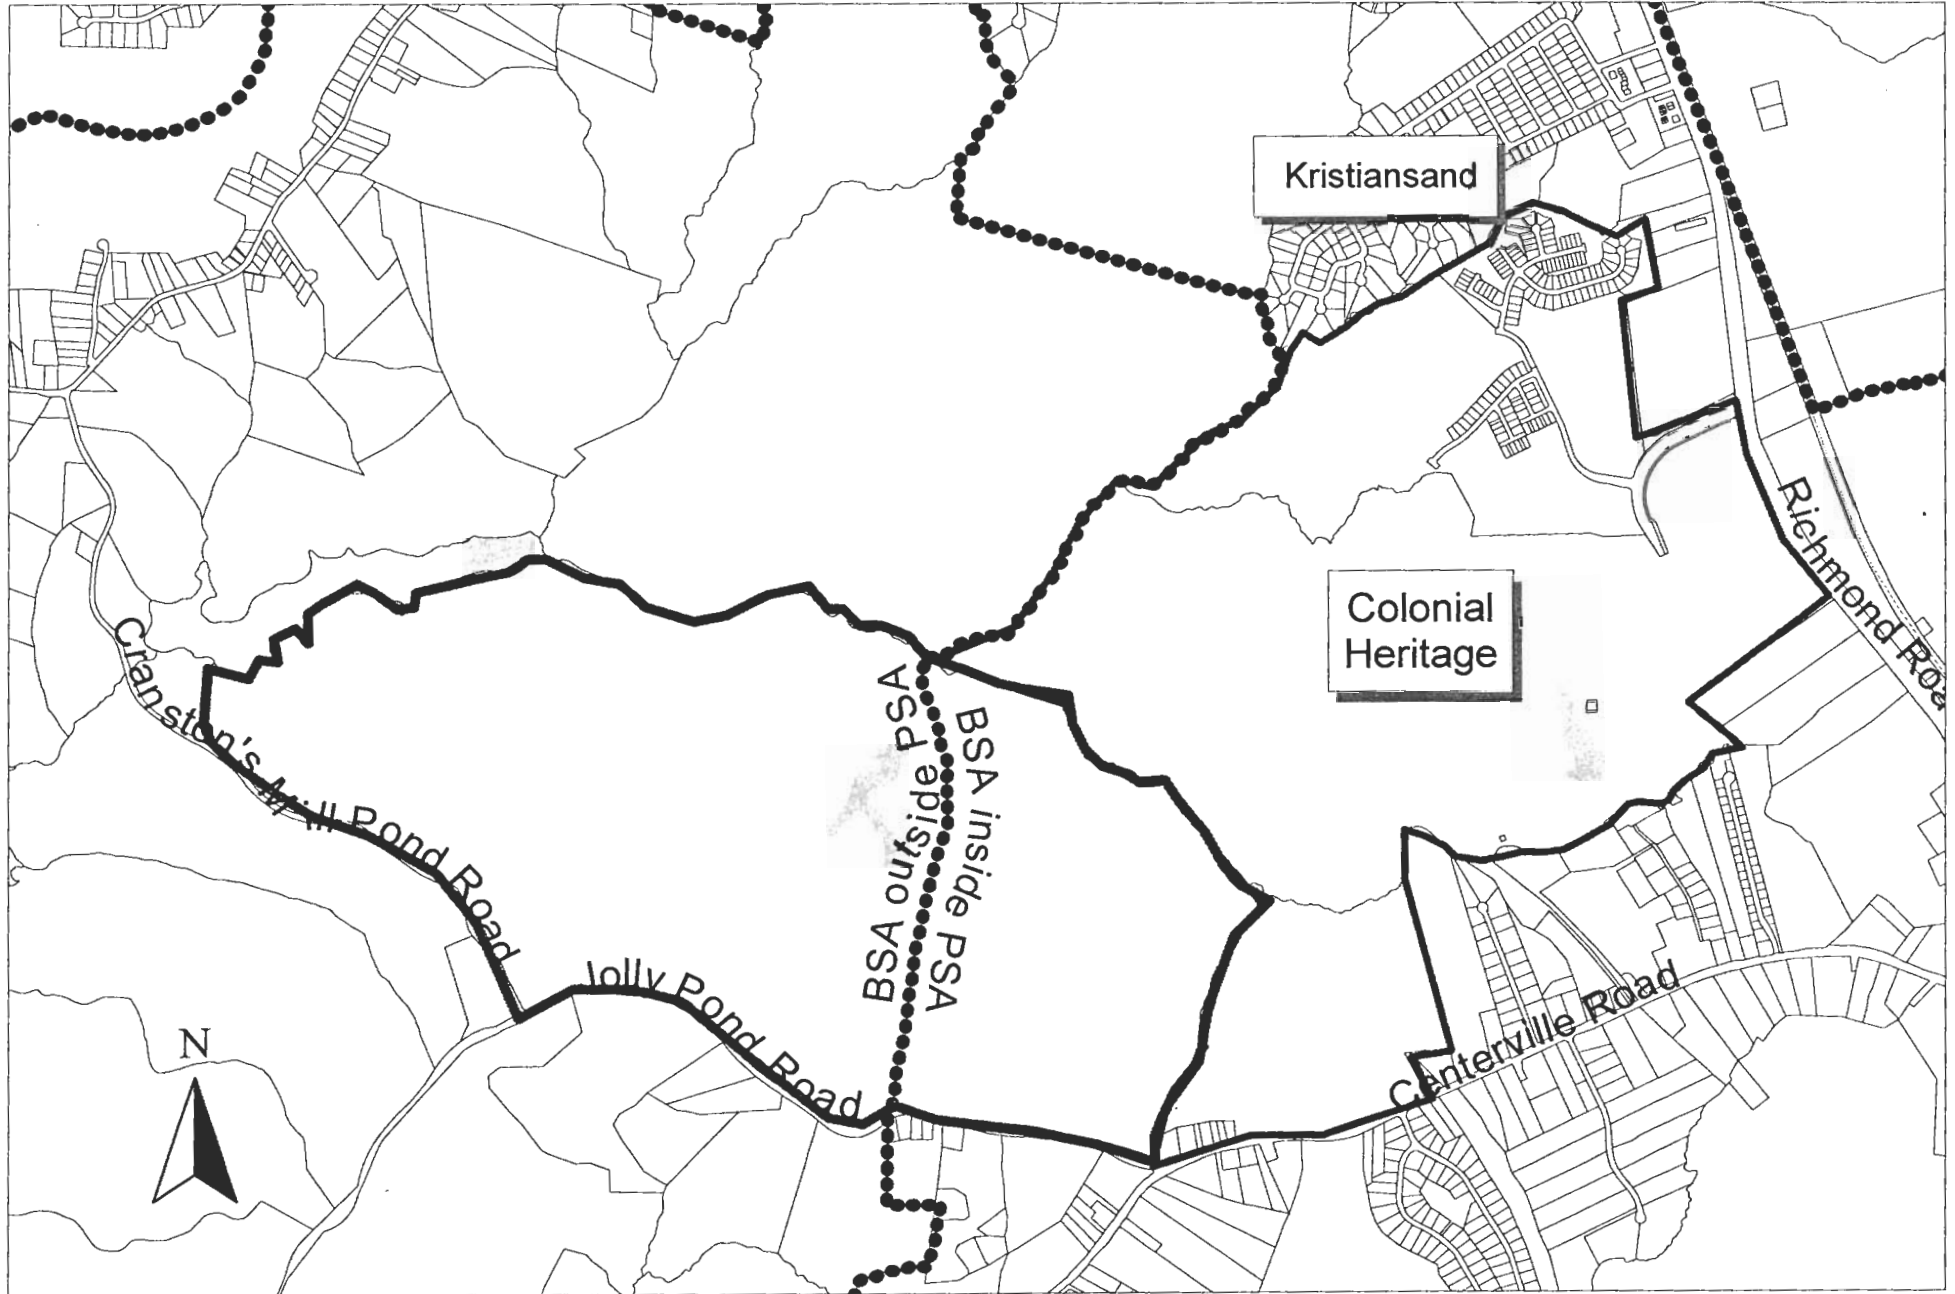 Kristiansand
Richmond Roa
Colonial
Heritage
Cranston's Mill Pond Road
BSA outside PSA
BSA inside PSA
Jolly Pond Road
Centerville Road
N